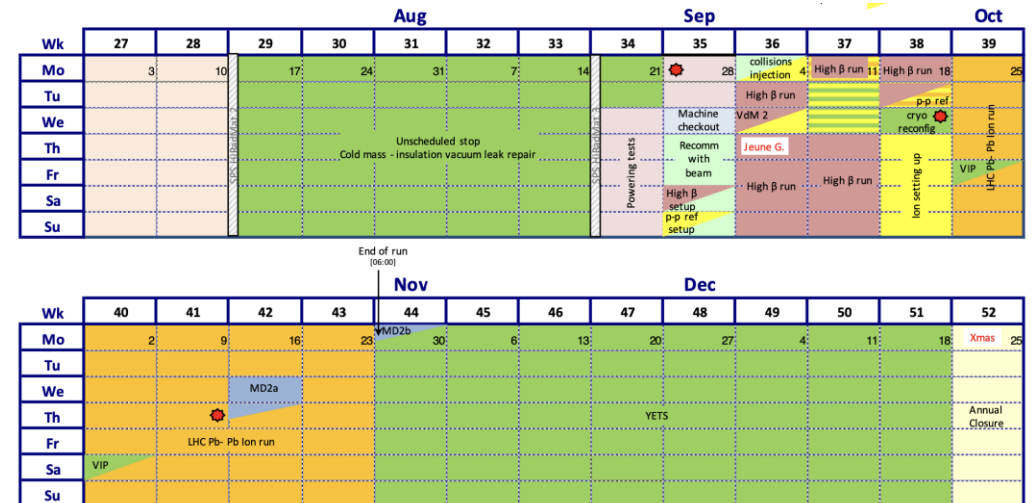 Aug Sep Oct
Wk 27 28 29 30 31 32 33 34 35 36 37 38 39
Mo 3 10 17 24 31 7 14 21 28 collisions injection 4 High β run 11 High β run 18 25
Tu High β run p-p ref
We Machine checkout VdM 2 cryo reconfig
Th Recomm with beam Jeune G.
Fr VIP
Sa High β setup
Su p-p ref setup
SPS HiRadMat 2
Unscheduled stop
Cold mass - insulation vacuum leak repair
SPS HiRadMat 3
Powering tests
High β run
High β run
Ion setting up
LHC Pb- Pb Ion run
End of run
[06:00]
Nov Dec
Wk 40 41 42 43 44 45 46 47 48 49 50 51 52
Mo 2 9 16 23 MD2b 30 6 13 20 27 4 11 18 Xmas 25
Tu
We MD2a
Th YETS Annual Closure
Fr LHC Pb- Pb Ion run
Sa VIP
Su